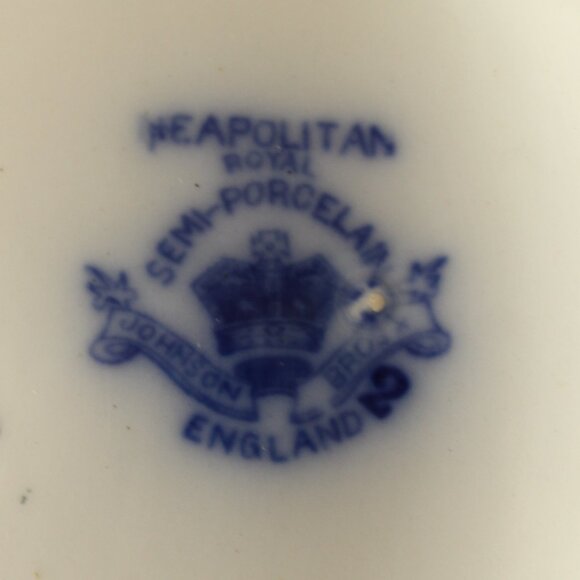 NEAPOLITAN
ROYAL
SEMI-PORCELAIN
JOHNSON BROS
ENGLAND
2